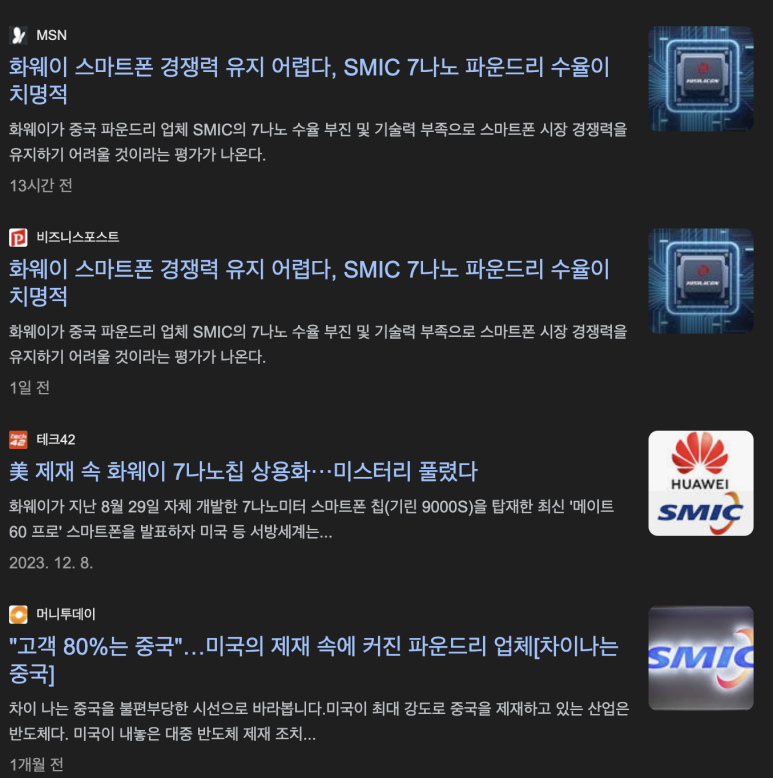 MSN
화웨이 스마트폰 경쟁력 유지 어렵다, SMIC 7나노 파운드리 수율이
치명적
화웨이가 중국 파운드리 업체 SMIC의 7나노 수율 부진 및 기술력 부족으로 스마트폰 시장 경쟁력을
유지하기 어려울 것이라는 평가가 나온다.
13시간 전
HISILICON
비즈니스포스트
화웨이 스마트폰 경쟁력 유지 어렵다, SMIC 7나노 파운드리 수율이
치명적
화웨이가 중국 파운드리 업체 SMIC의 7나노 수율 부진 및 기술력 부족으로 스마트폰 시장 경쟁력을
유지하기 어려울 것이라는 평가가 나온다.
1일 전
HISILICON
tech
42
테크42
美 제재 속 화웨이 7나노칩 상용화…미스터리 풀렸다
화웨이가 지난 8월 29일 자체 개발한 7나노미터 스마트폰 칩(기린 9000S)을 탑재한 최신 '메이트
60 프로' 스마트폰을 발표하자 미국 등 서방세계는...
2023. 12. 8.
HUAWEI
SMIC
머니투데이
"고객 80%는 중국"…미국의 제재 속에 커진 파운드리 업체[차이나는
중국]
차이 나는 중국을 불편부당한 시선으로 바라봅니다.미국이 최대 강도로 중국을 제재하고 있는 산업은
반도체다. 미국이 내놓은 대중 반도체 제재 조치...
1개월 전
SMIC